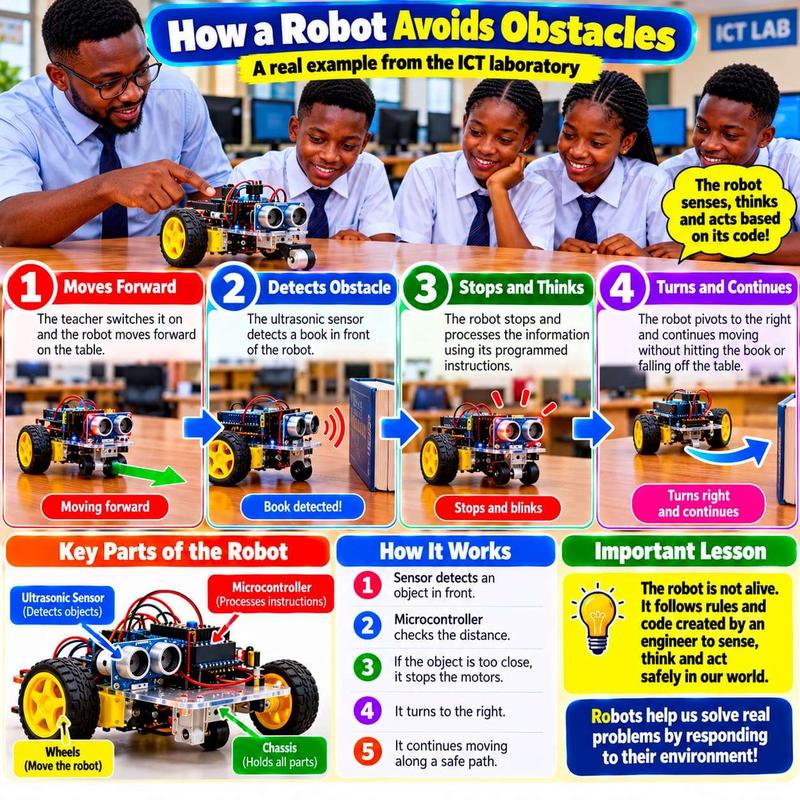 How a Robot Avoids Obstacles
A real example from the ICT laboratory
ICT LAB
The robot
senses, thinks
and acts based
on its code!
1 Moves Forward
The teacher switches it on
and the robot moves forward
on the table.
Moving forward
2 Detects Obstacle
The ultrasonic sensor
detects a book in front
of the robot.
Book detected!
3 Stops and Thinks
The robot stops and
processes the information
using its programmed
instructions.
Stops and blinks
4 Turns and Continues
The robot pivots to the right
and continues moving
without hitting the book or
falling off the table.
Turns right
and continues
Key Parts of the Robot
Ultrasonic Sensor
(Detects objects)
Microcontroller
(Processes instructions)
Wheels
(Move the robot)
Chassis
(Holds all parts)
How It Works
1 Sensor detects an
object in front.
2 Microcontroller
checks the distance.
3 If the object is too close,
it stops the motors.
4 It turns to the right.
5 It continues moving
along a safe path.
Important Lesson
The robot is not alive.
It follows rules and
code created by an
engineer to sense,
think and act
safely in our world.
Robots help us solve real
problems by responding
to their environment!